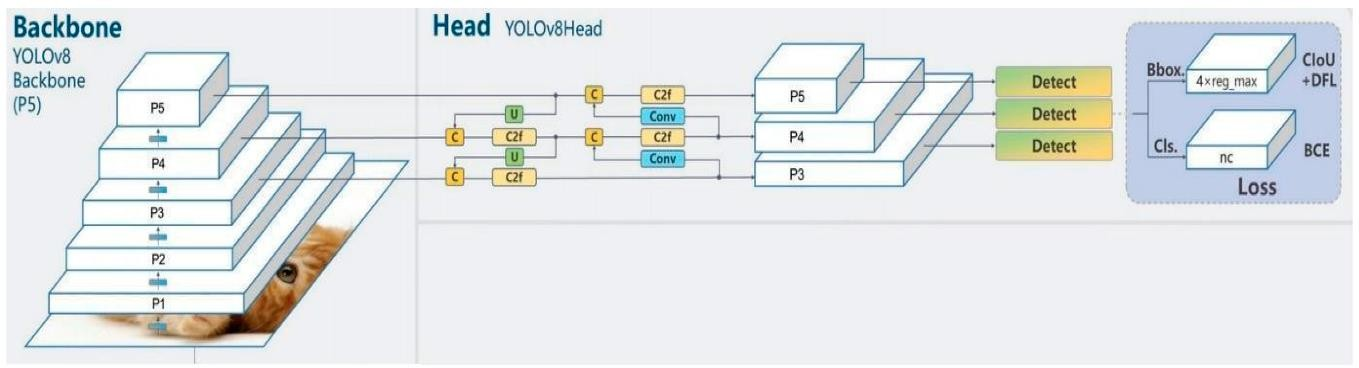 Backbone
YOLOv8
Backbone
(P5)
P5
P4
P3
P2
P1
Head YOLOv8Head
C C2f
U Conv
C C2f C C2f
U Conv
C C2f
P5
P4
P3
Detect
Detect
Detect
Bbox.
4×reg_max
CIoU
+DFL
Cls.
nc
BCE
Loss